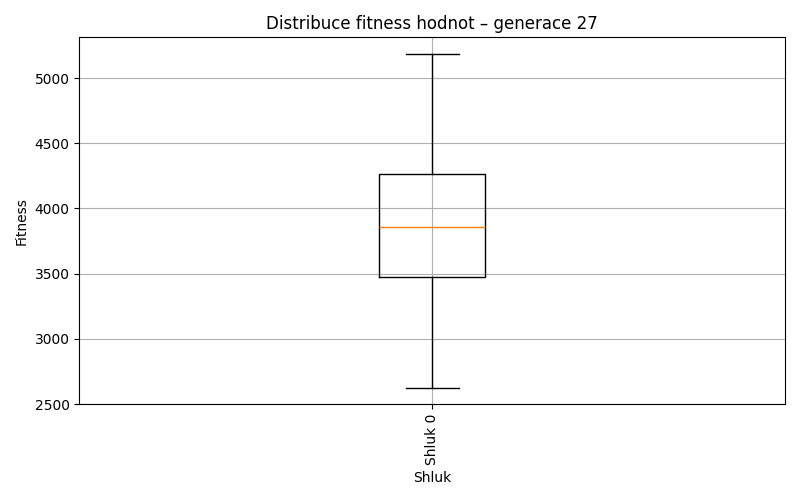 Distribuce fitness hodnot – generace 27
Fitness
5000
4500
4000
3500
3000
2500
Shluk 0
Shluk